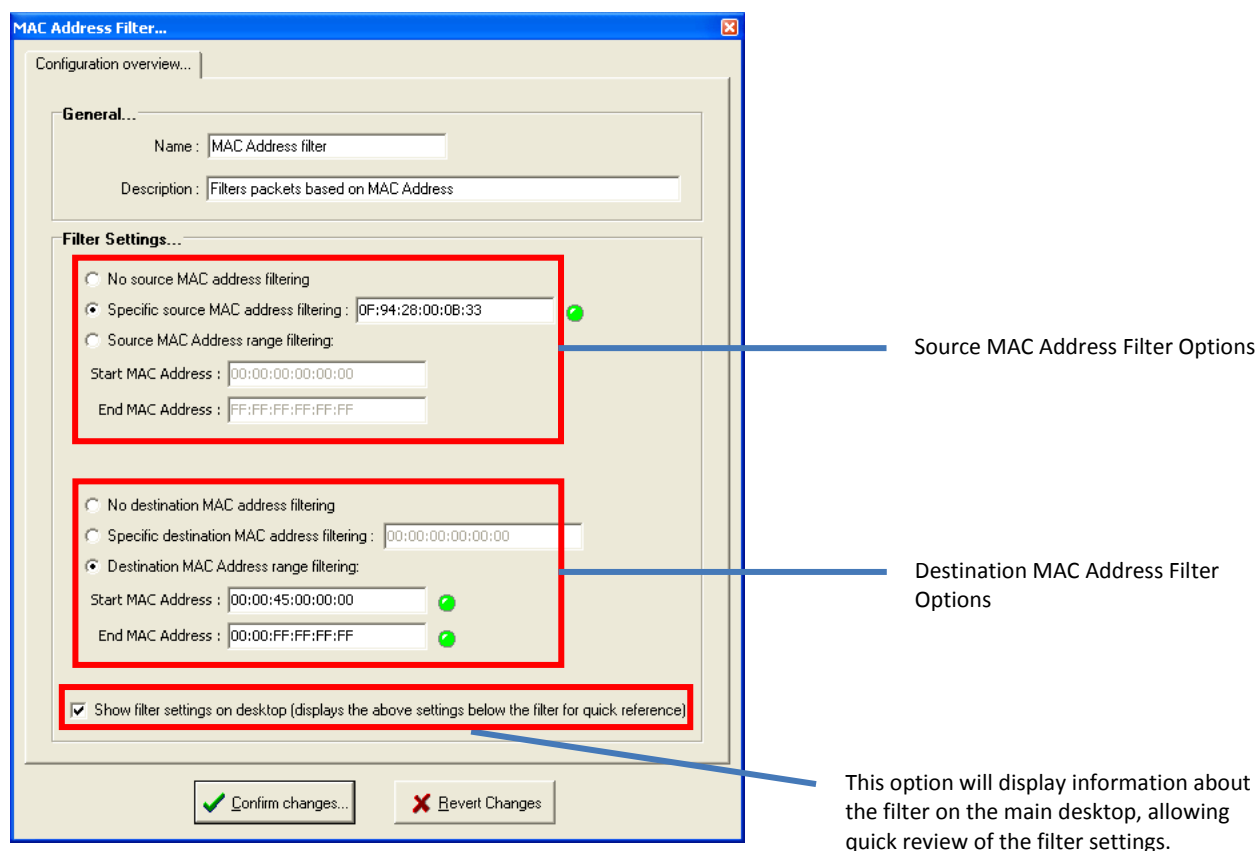 MAC Address Filter...
Configuration overview...
General...
Name : MAC Address filter
Description : Filters packets based on MAC Address
Filter Settings...
No source MAC address filtering
Specific source MAC address filtering : 0F:94:28:00:0B:33
Source MAC Address range filtering:
Start MAC Address : 00:00:00:00:00:00
End MAC Address : FF:FF:FF:FF:FF:FF
Source MAC Address Filter Options
No destination MAC address filtering
Specific destination MAC address filtering : 00:00:00:00:00:00
Destination MAC Address range filtering:
Start MAC Address : 00:00:45:00:00:00
End MAC Address : 00:00:FF:FF:FF:FF
Destination MAC Address Filter
Options
Show filter settings on desktop (displays the above settings below the filter for quick reference)
Confirm changes...
Revert Changes
This option will display information about
the filter on the main desktop, allowing
quick review of the filter settings.